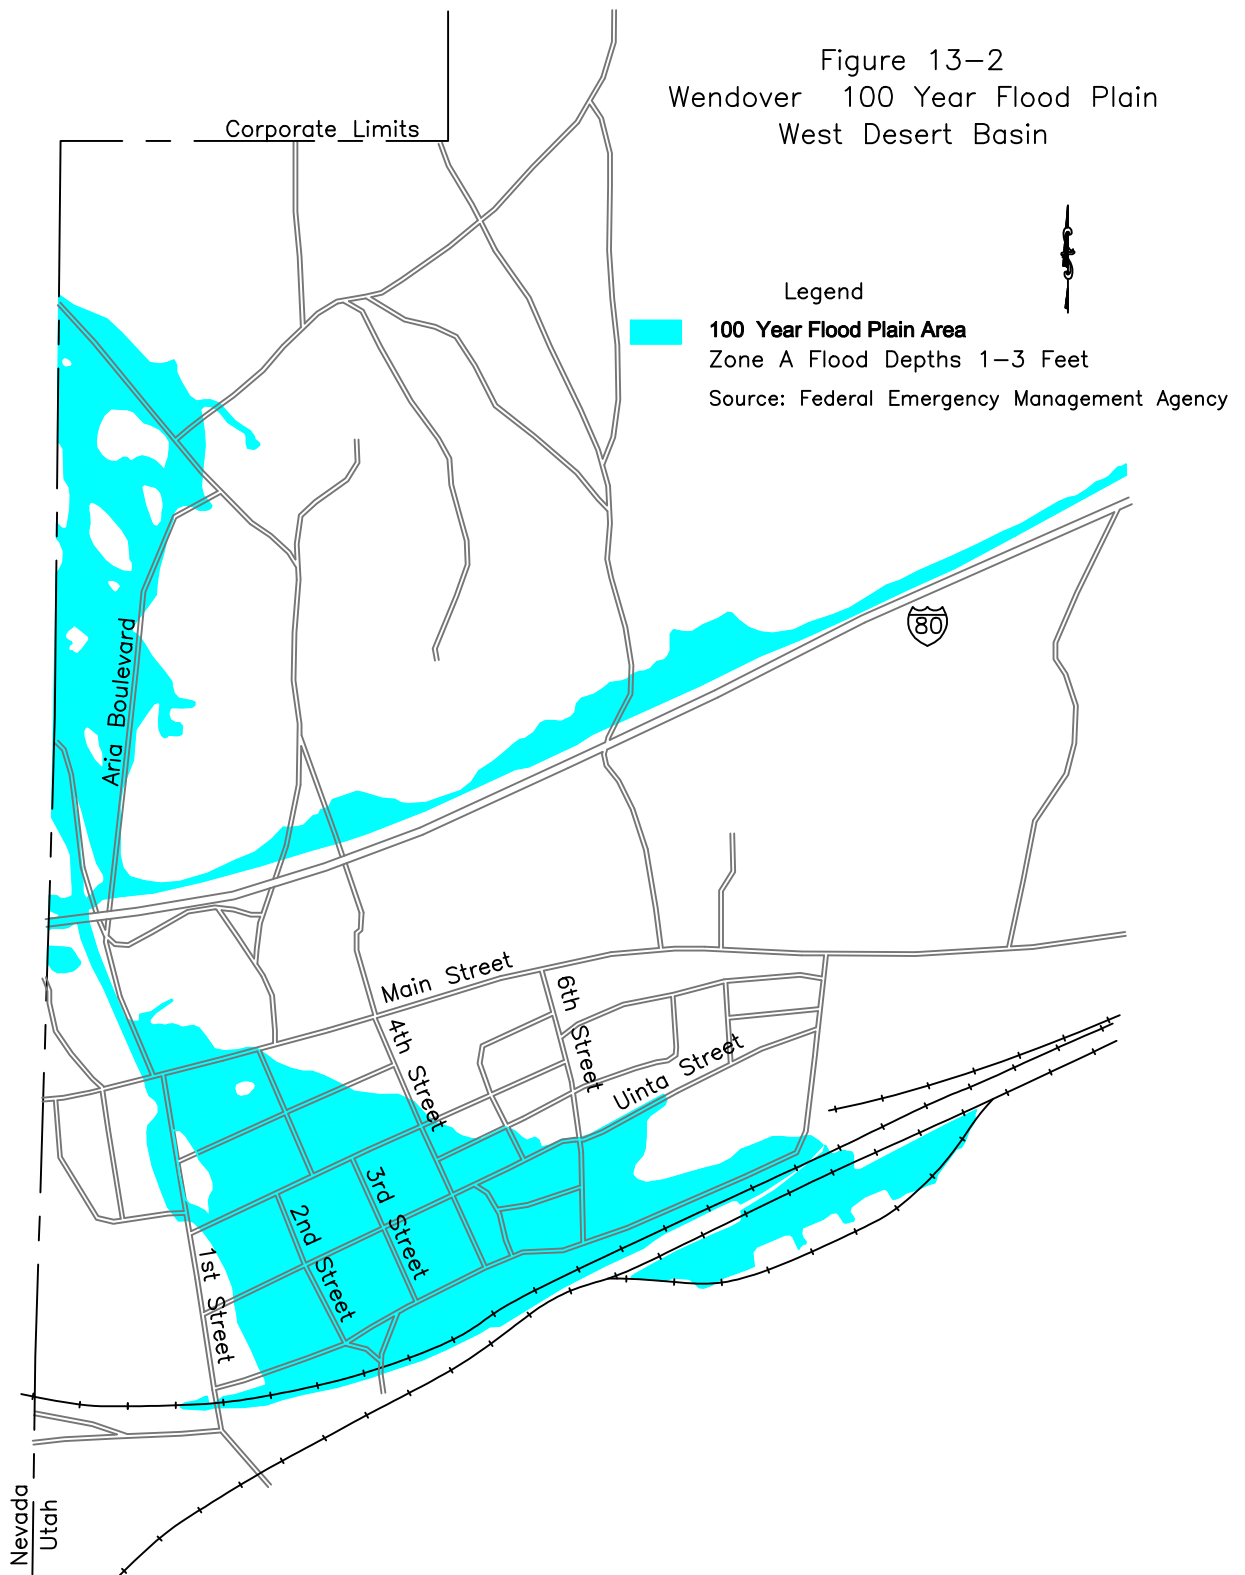 Figure 13-2
Wendover 100 Year Flood Plain
West Desert Basin
Corporate Limits
Legend
100 Year Flood Plain Area
Zone A Flood Depths 1-3 Feet
Source: Federal Emergency Management Agency
80
Aria Boulevard
Main Street
6th Street
4th Street
Uinta Street
3rd Street
2nd Street
1st Street
Nevada
Utah